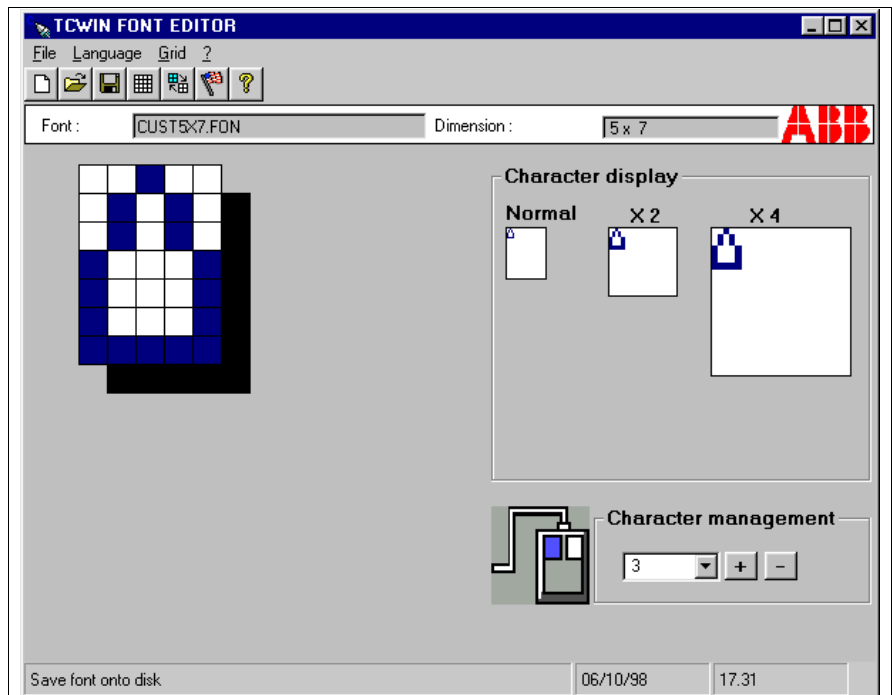 TCWIN FONT EDITOR
File Language Grid ?
Font : CUST5X7.FON Dimension : 5 x 7 ABB
Character display
Normal X 2 X 4
Character management
3 + -
Save font onto disk 06/10/98 17.31